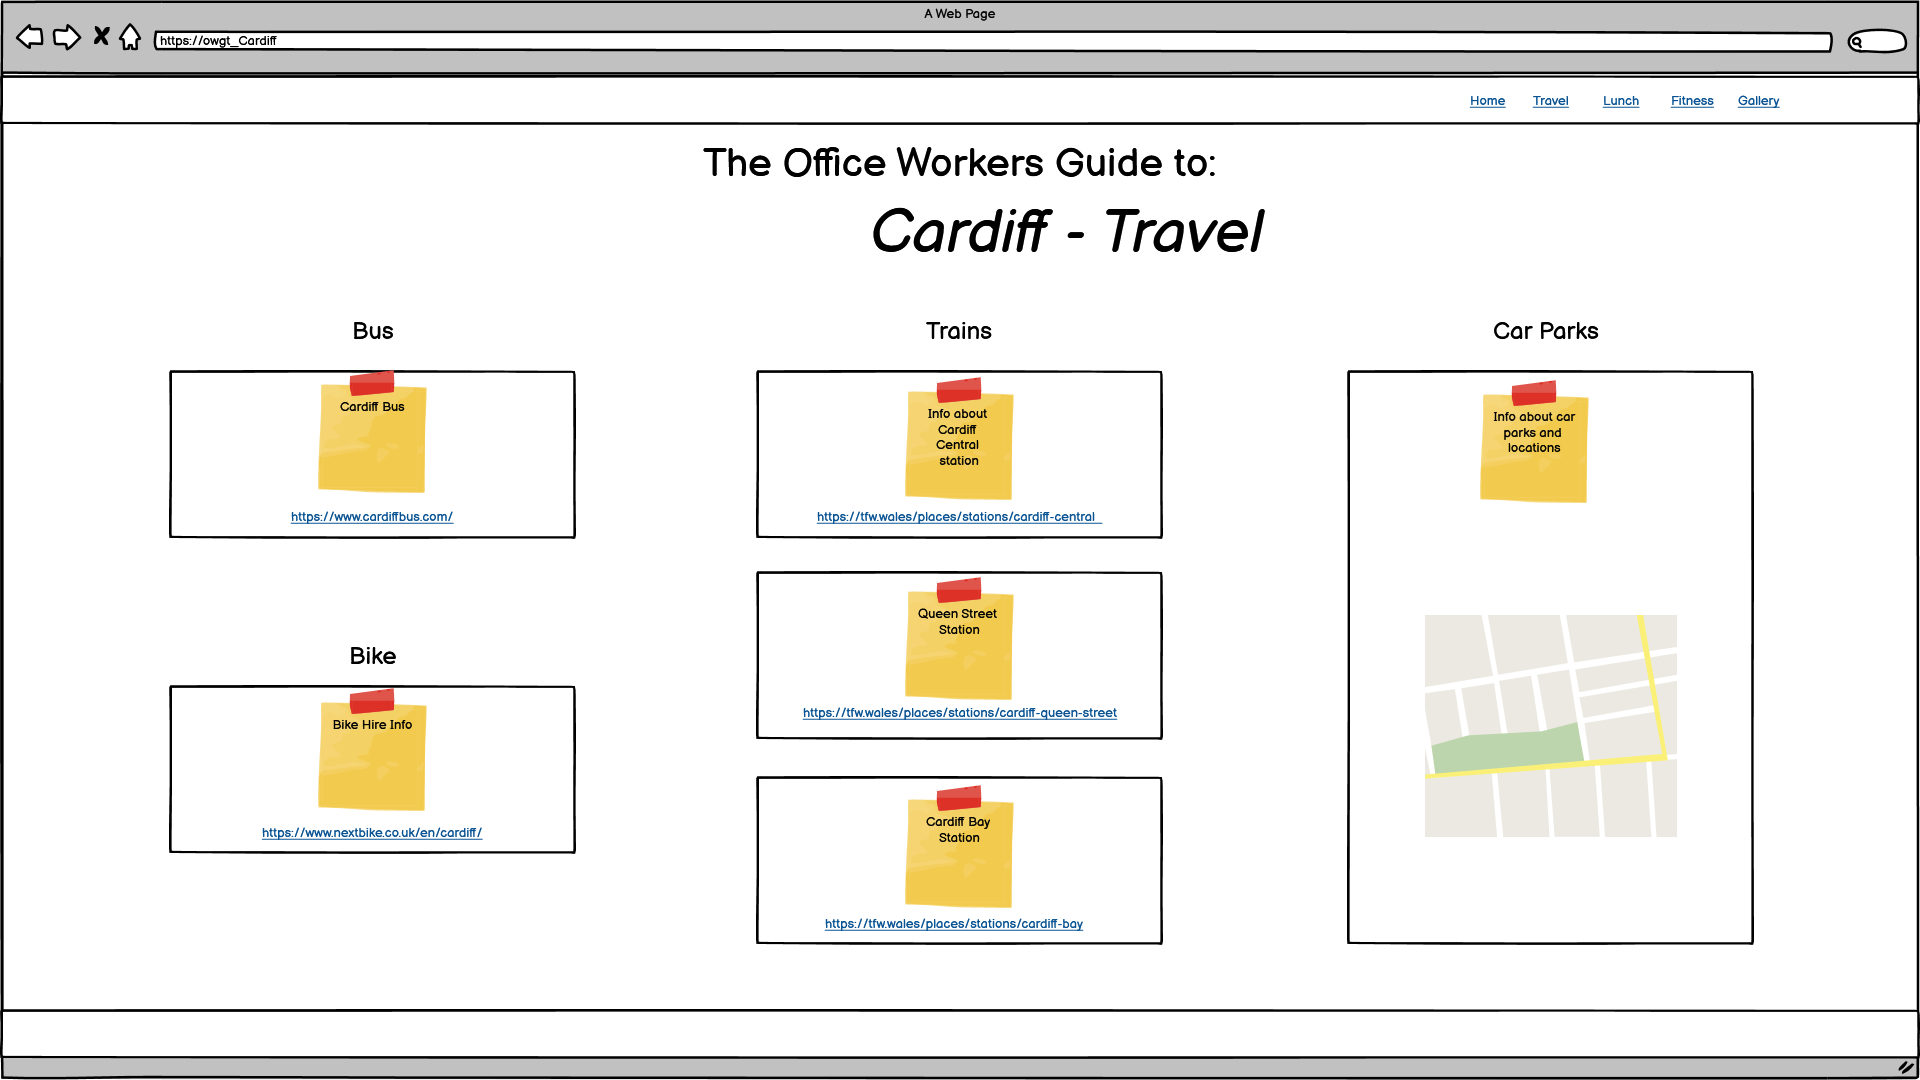 A Web Page
https://owgt_Cardiff
Home Travel Lunch Fitness Gallery
The Office Workers Guide to:
Cardiff - Travel
Bus
Cardiff Bus
https://www.cardiffbus.com/
Bike
Bike Hire Info
https://www.nextbike.co.uk/en/cardiff/
Trains
Info about
Cardiff
Central
station
https://tfw.wales/places/stations/cardiff-central
Queen Street
Station
https://tfw.wales/places/stations/cardiff-queen-street
Cardiff Bay
Station
https://tfw.wales/places/stations/cardiff-bay
Car Parks
Info about car
parks and
locations